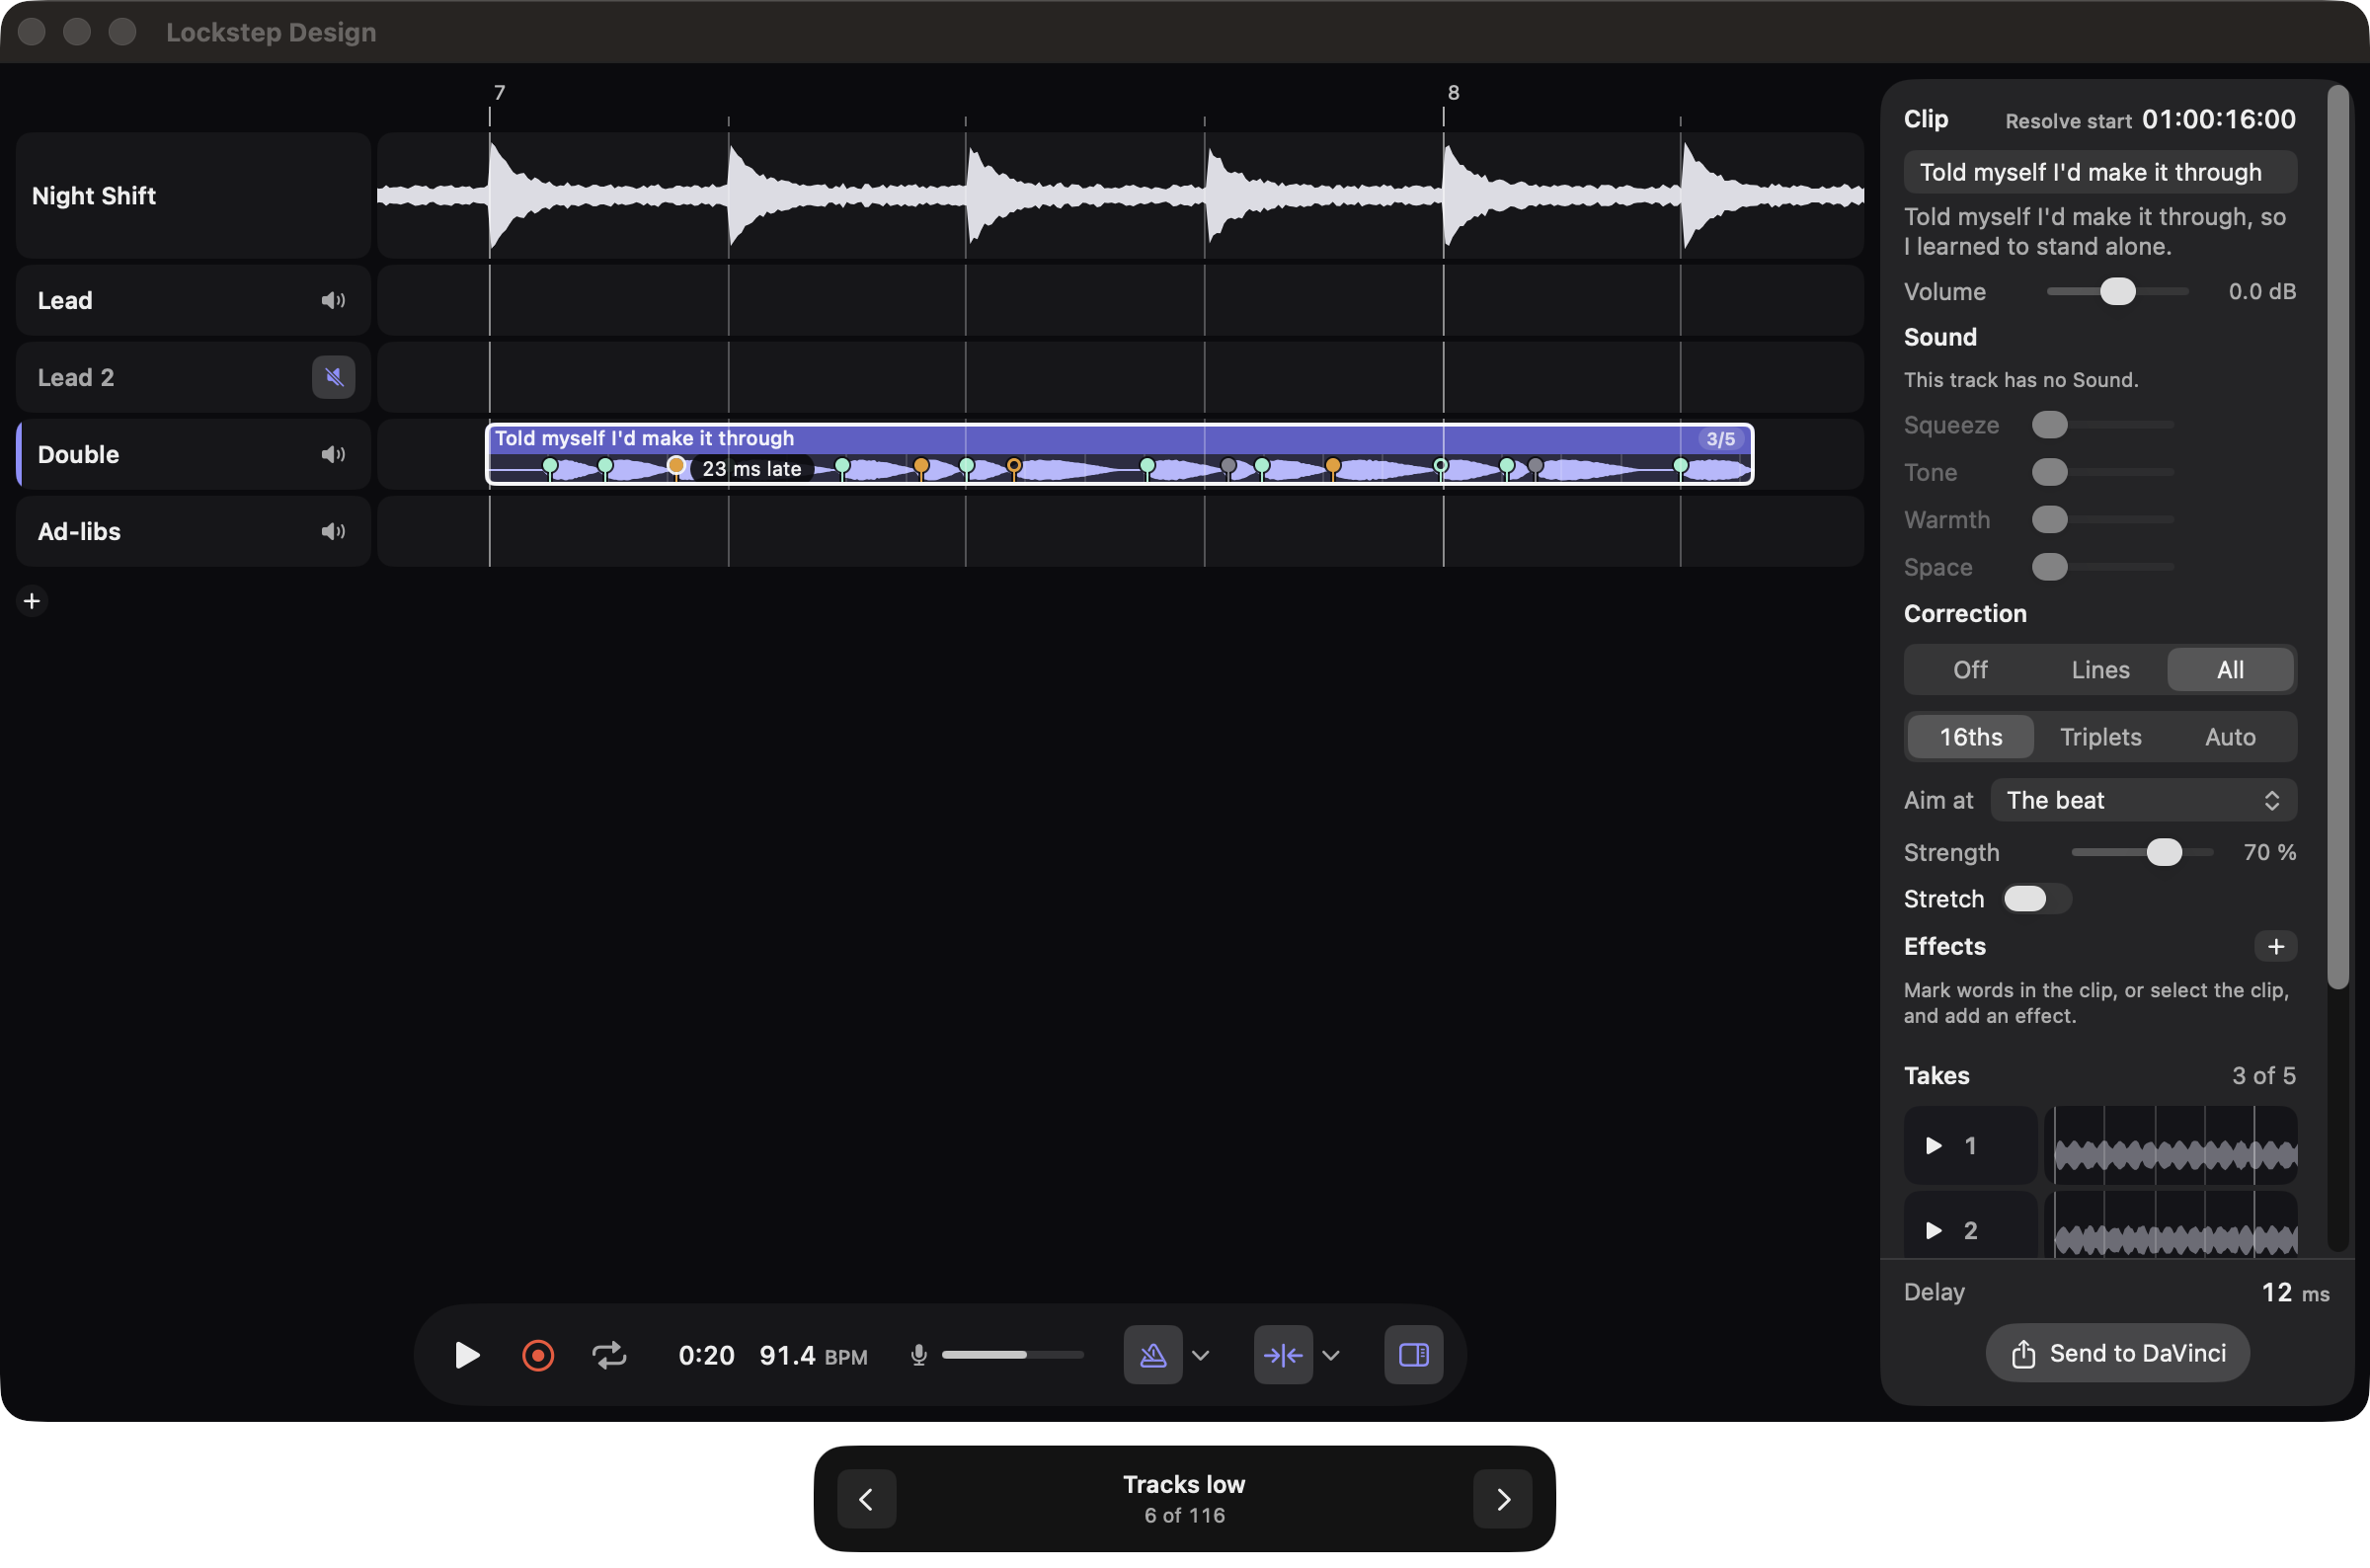 Lockstep Design
7
8
Night Shift
Lead
Lead 2
Double
Told myself I'd make it through
3/5
23 ms late
Ad-libs
+
Clip
Resolve start 01:00:16:00
Told myself I'd make it through
Told myself I'd make it through, so
I learned to stand alone.
Volume
0.0 dB
Sound
This track has no Sound.
Squeeze
Tone
Warmth
Space
Correction
Off
Lines
All
16ths
Triplets
Auto
Aim at
The beat
Strength
70 %
Stretch
Effects
+
Mark words in the clip, or select the clip,
and add an effect.
Takes
3 of 5
1
2
Delay
12 ms
Send to DaVinci
0:20
91.4 BPM
Tracks low
6 of 116